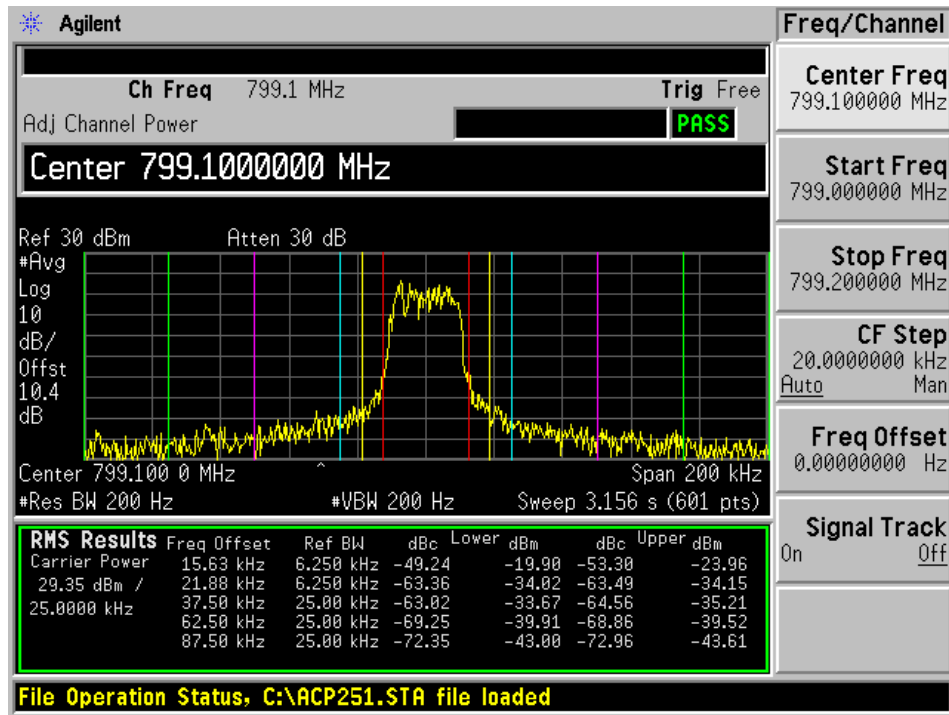 Agilent
Freq/Channel
Ch Freq 799.1 MHz Trig Free
Adj Channel Power PASS
Center 799.1000000 MHz
Ref 30 dBm Atten 30 dB
#Avg
Log
10
dB/
Offst
10.4
dB
Center 799.100 0 MHz ^ Span 200 kHz
#Res BW 200 Hz #VBW 200 Hz Sweep 3.156 s (601 pts)
RMS Results Freq Offset Ref BW dBc Lower dBm dBc Upper dBm
Carrier Power 15.63 kHz 6.250 kHz -49.24 -19.90 -53.30 -23.96
29.35 dBm / 21.88 kHz 6.250 kHz -63.36 -34.02 -63.49 -34.15
25.0000 kHz 37.50 kHz 25.00 kHz -63.02 -33.67 -64.56 -35.21
62.50 kHz 25.00 kHz -69.25 -39.91 -68.86 -39.52
87.50 kHz 25.00 kHz -72.35 -43.00 -72.96 -43.61
File Operation Status, C:\ACP251.STA file loaded
Center Freq
799.100000 MHz
Start Freq
799.000000 MHz
Stop Freq
799.200000 MHz
CF Step
20.0000000 kHz
Auto Man
Freq Offset
0.00000000 Hz
Signal Track
On Off